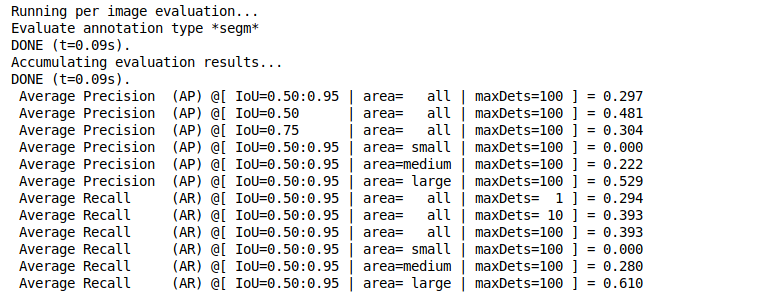 Running per image evaluation...
Evaluate annotation type *segm*
DONE (t=0.09s).
Accumulating evaluation results...
DONE (t=0.09s).
 Average Precision  (AP) @[ IoU=0.50:0.95 | area=   all | maxDets=100 ] = 0.297
 Average Precision  (AP) @[ IoU=0.50      | area=   all | maxDets=100 ] = 0.481
 Average Precision  (AP) @[ IoU=0.75      | area=   all | maxDets=100 ] = 0.304
 Average Precision  (AP) @[ IoU=0.50:0.95 | area= small | maxDets=100 ] = 0.000
 Average Precision  (AP) @[ IoU=0.50:0.95 | area=medium | maxDets=100 ] = 0.222
 Average Precision  (AP) @[ IoU=0.50:0.95 | area= large | maxDets=100 ] = 0.529
 Average Recall     (AR) @[ IoU=0.50:0.95 | area=   all | maxDets=  1 ] = 0.294
 Average Recall     (AR) @[ IoU=0.50:0.95 | area=   all | maxDets= 10 ] = 0.393
 Average Recall     (AR) @[ IoU=0.50:0.95 | area=   all | maxDets=100 ] = 0.393
 Average Recall     (AR) @[ IoU=0.50:0.95 | area= small | maxDets=100 ] = 0.000
 Average Recall     (AR) @[ IoU=0.50:0.95 | area=medium | maxDets=100 ] = 0.280
 Average Recall     (AR) @[ IoU=0.50:0.95 | area= large | maxDets=100 ] = 0.610